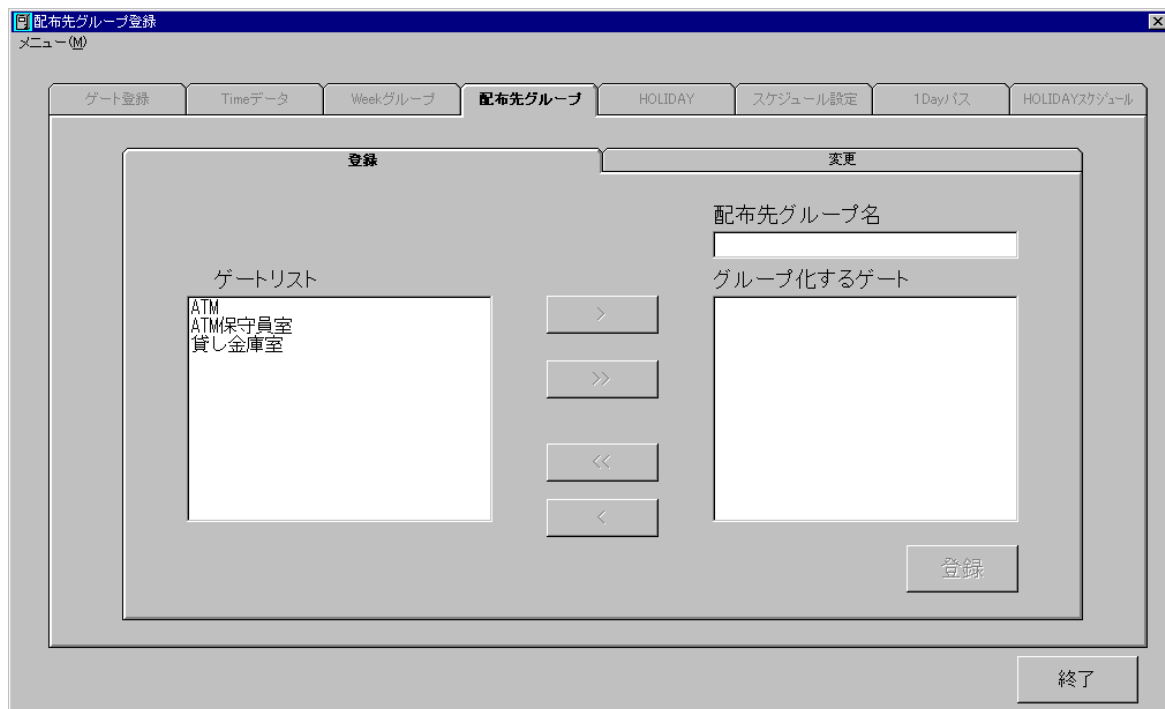 配布先グループ登録
メニュー(M)
ゲート登録 Timeデータ Weekグループ 配布先グループ HOLIDAY スケジュール設定 1Dayパス HOLIDAYスケジュール
登録 変更
配布先グループ名
ゲートリスト グループ化するゲート
ATM
ATM保守員室
貸し金庫室
>
>>
<<
<
登録
終了